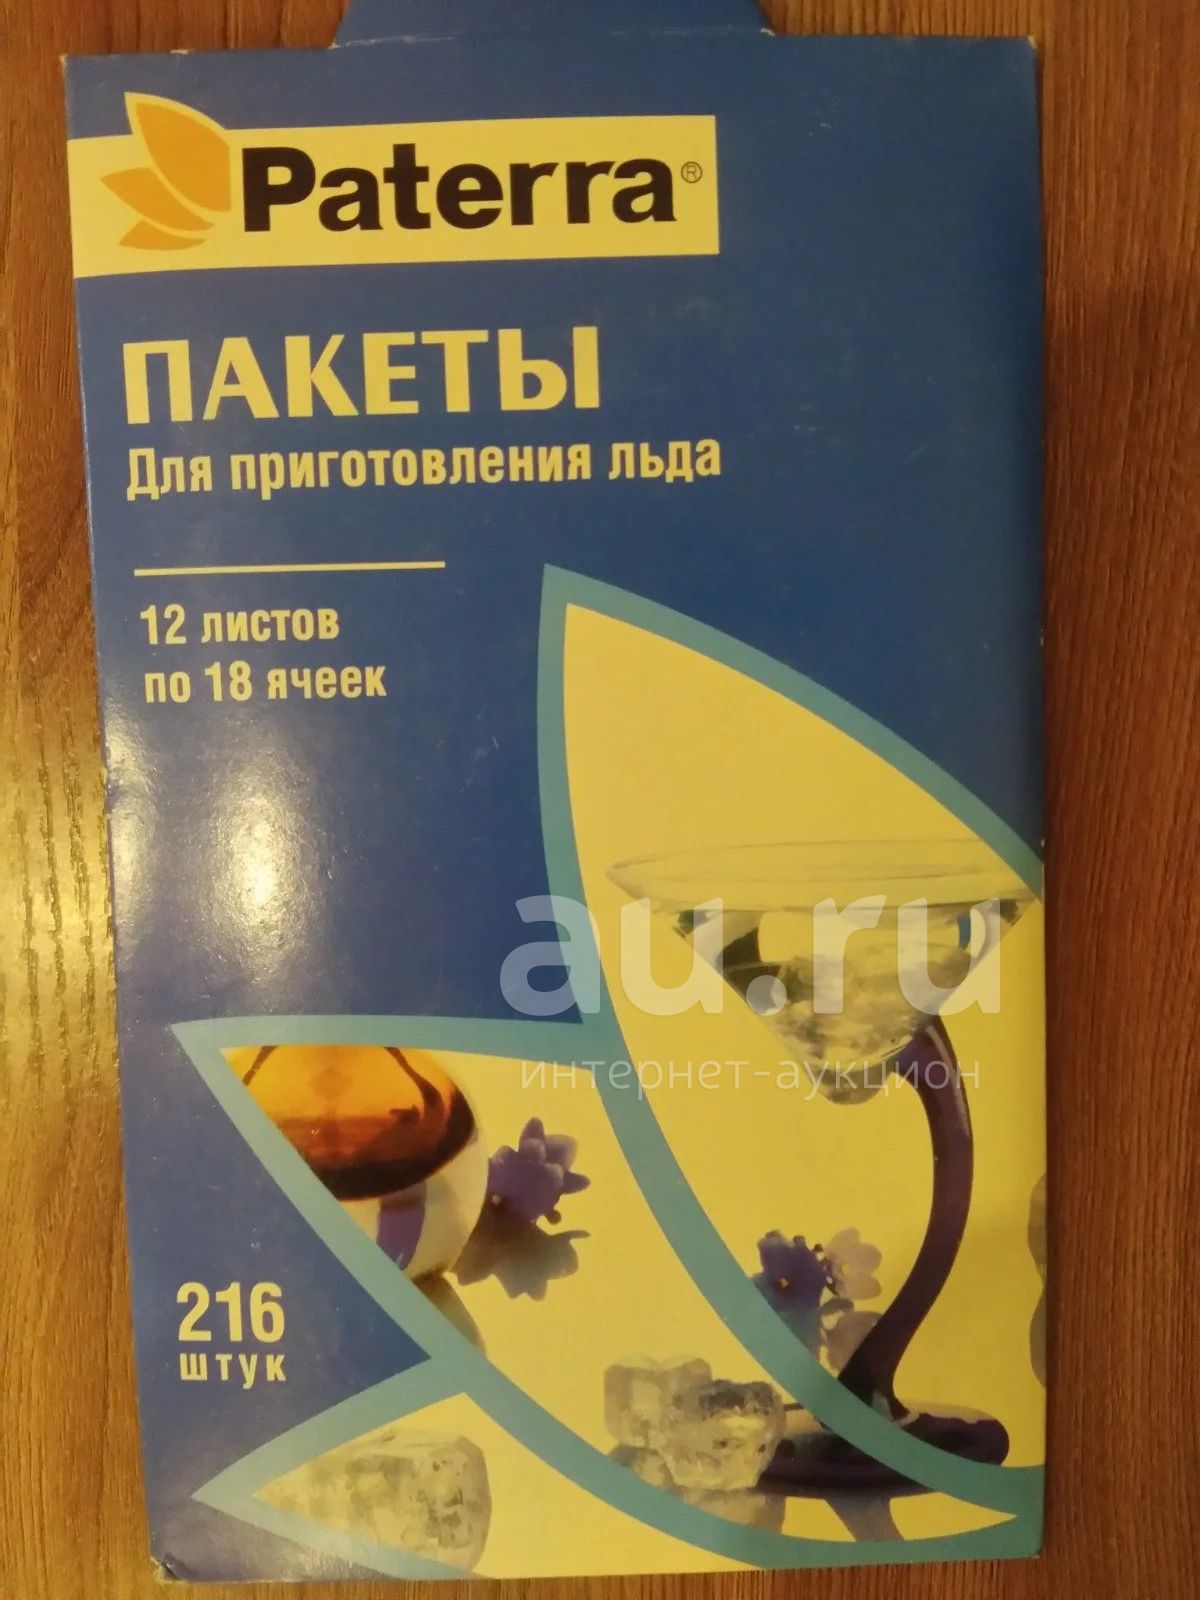 Paterra®
ПАКЕТЫ
Для приготовления льда
12 листов
по 18 ячеек
au.ru
интернет-аукцион
216
штук